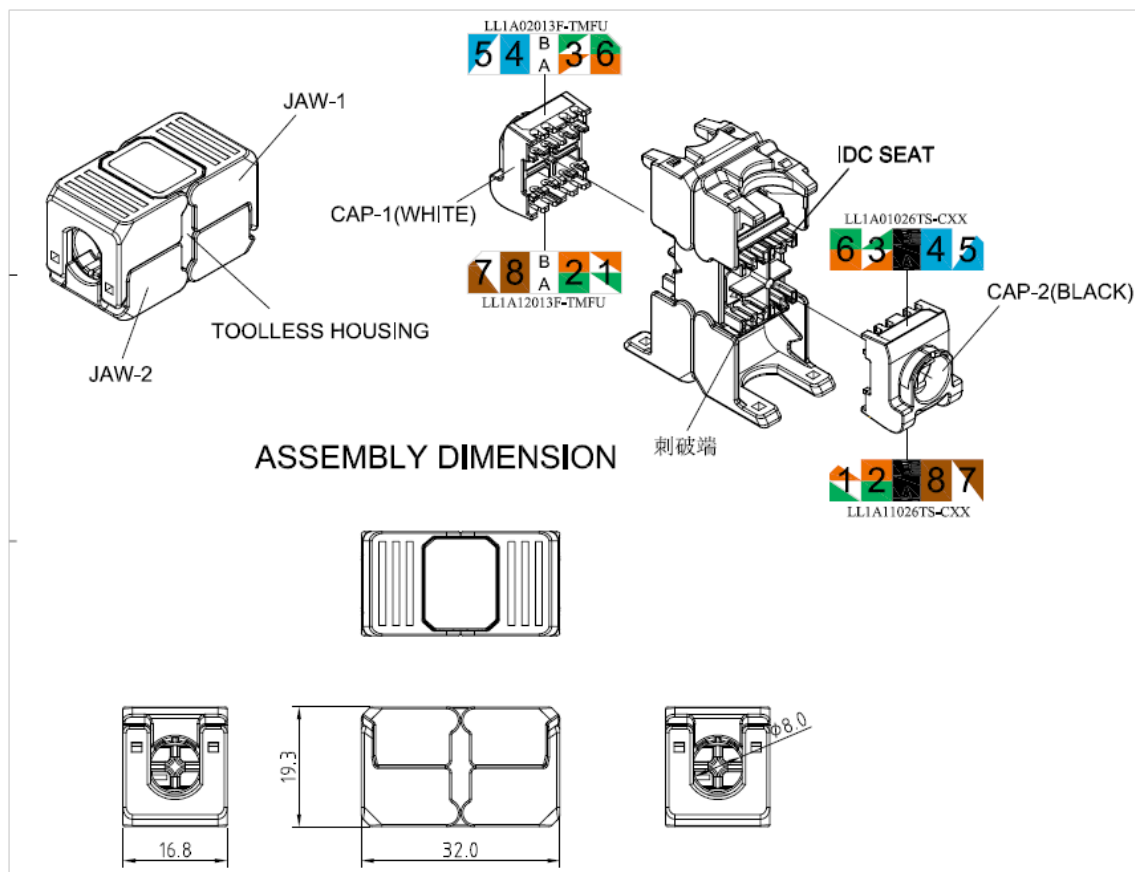 LL1A02013F-TMFU
5 4 B A 3 6
JAW-1
IDC SEAT
CAP-1(WHITE)
LL1A01026TS-CXX
6 3 4 5
7 8 B A 2 1
LL1A12013F-TMFU
CAP-2(BLACK)
TOOLLESS HOUSING
JAW-2
刺破端
ASSEMBLY DIMENSION
1 2 8 7
LL1A11026TS-CXX
Φ8.0
19.3
16.8
32.0